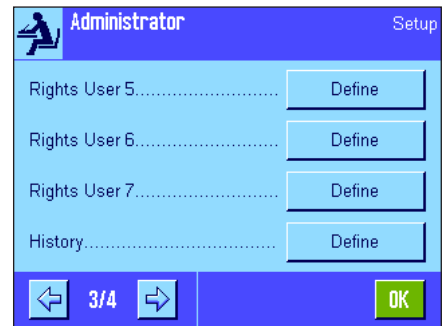 Administrator Setup
Rights User 5........................... Define
Rights User 6........................... Define
Rights User 7........................... Define
History.................................... Define
3/4 OK